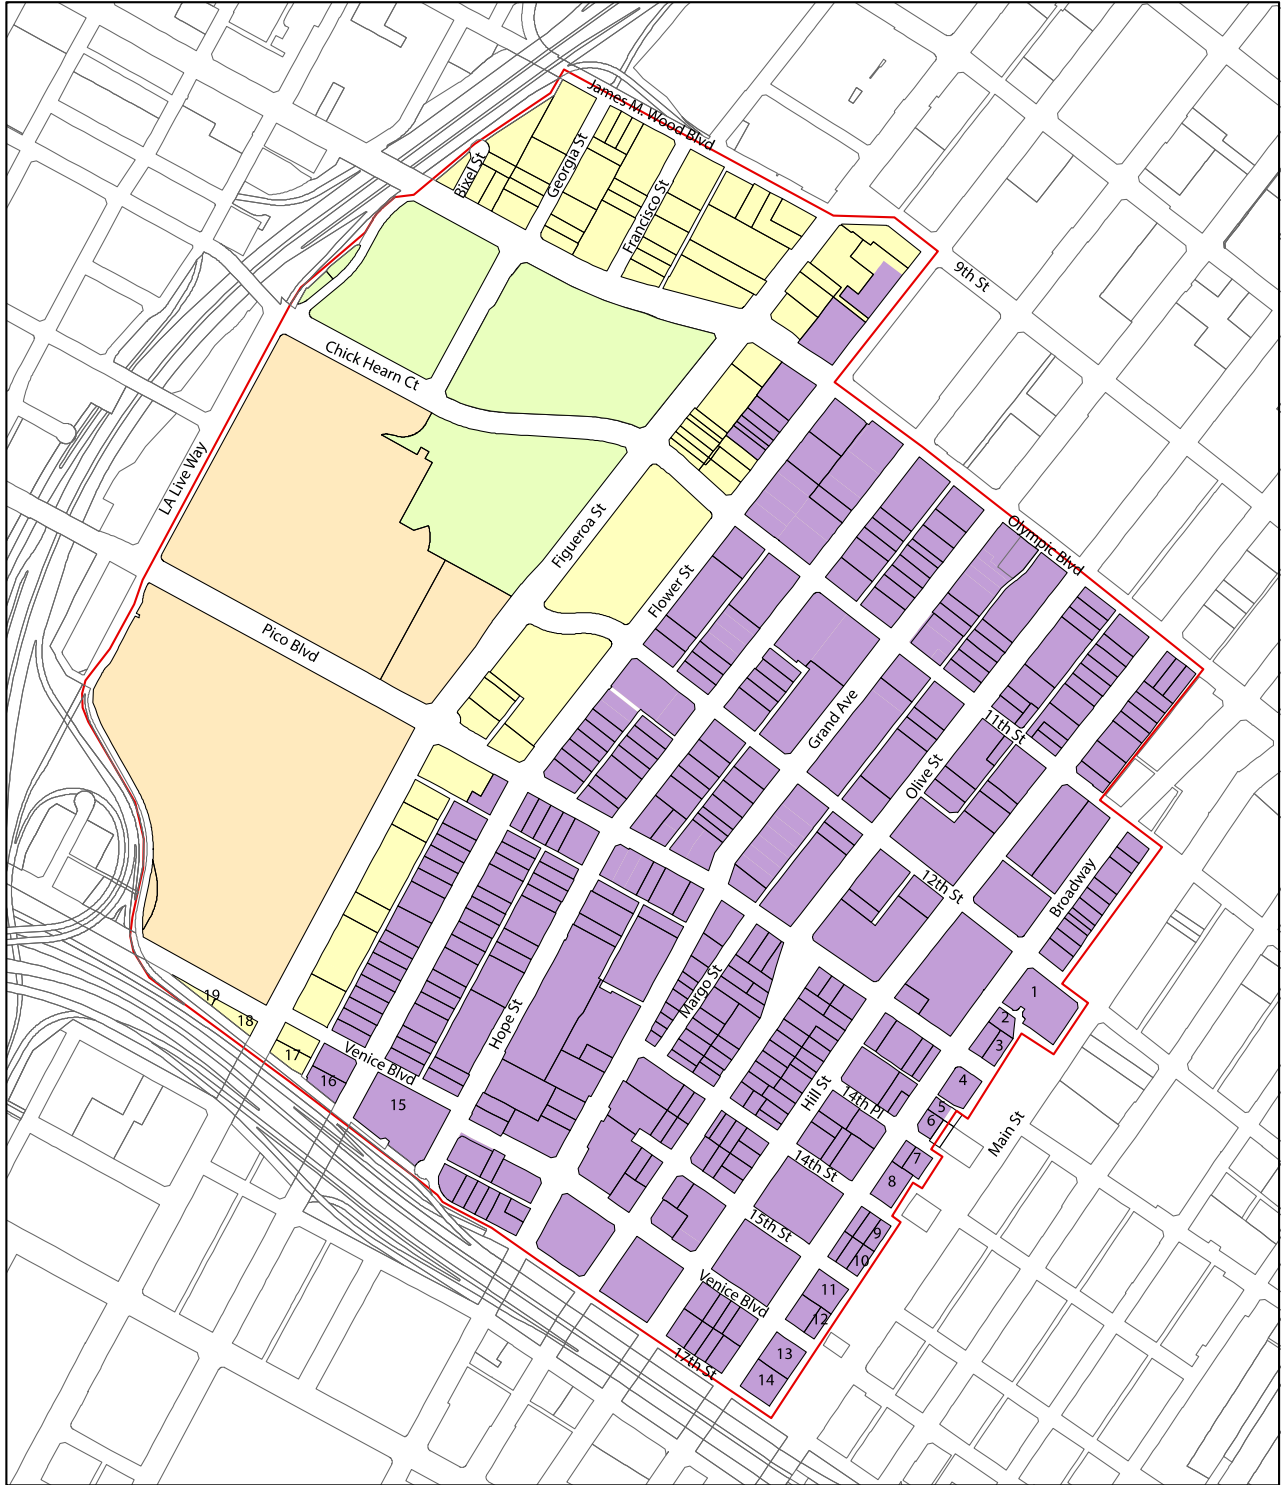 James M. Wood Blvd
Georgia St
Bixel St
Francisco St
9th St
Chick Hearn Ct
LA Live Way
Figueroa St
Olympic Blvd
Flower St
Pico Blvd
Grand Ave
11th St
Olive St
12th St
Broadway
Margo St
1
19
18
Hope St
2
17
3
Venice Blvd
16
4
Hill St
15
14th Pl
5
6
Main St
7
14th St
8
15th St
9
10
Venice Blvd
11
12
13
17th St
14